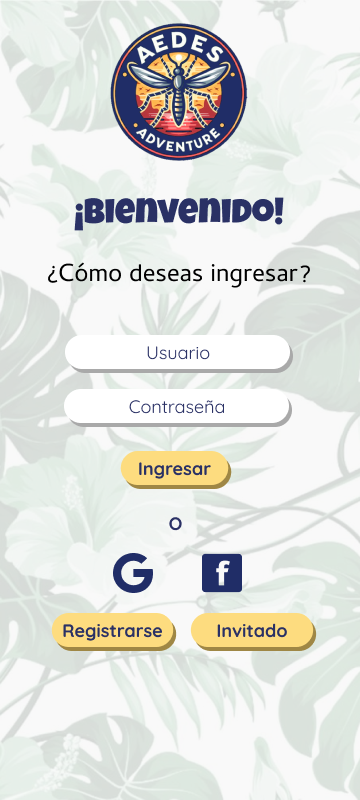 AEDES
ADVENTURE
¡BIenvenIDO!
¿Cómo deseas ingresar?
Usuario
Contraseña
Ingresar
o
G
f
Registrarse
Invitado